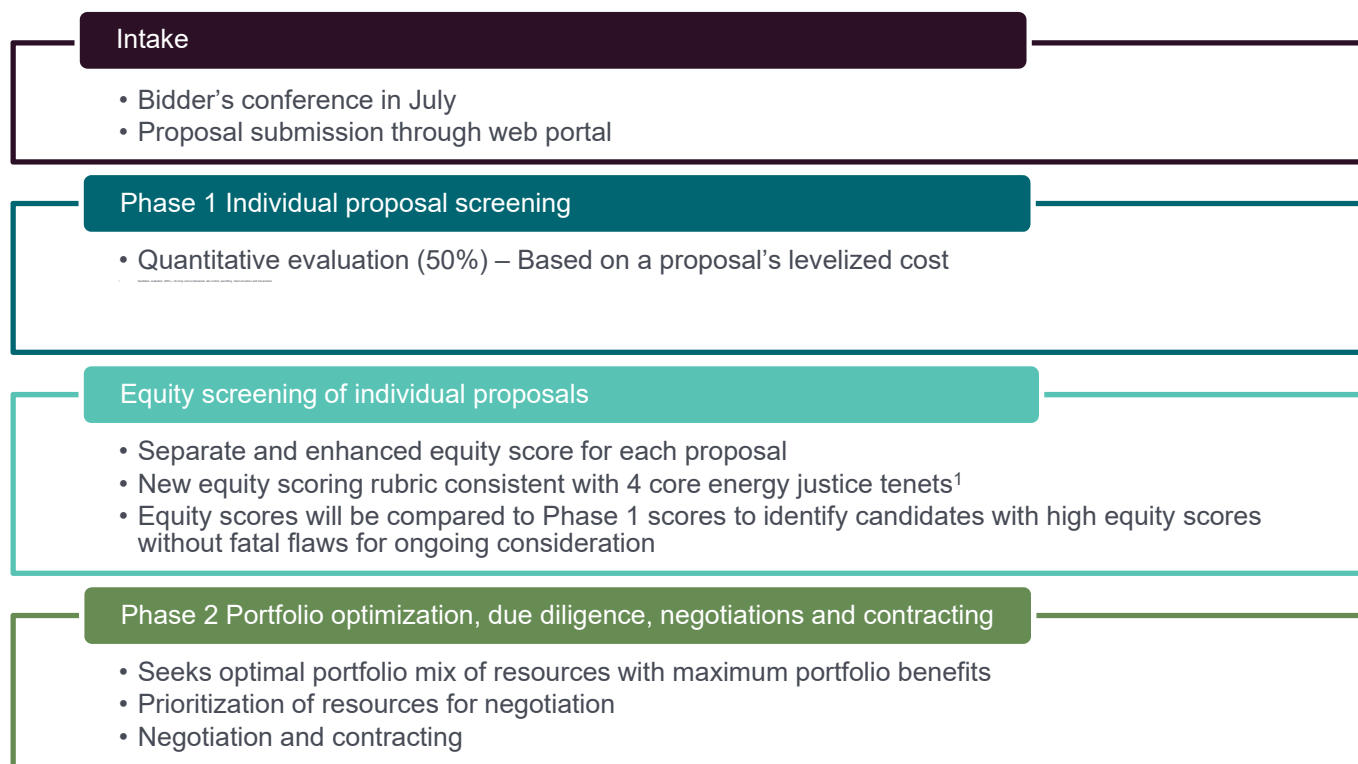 Intake
• Bidder’s conference in July
• Proposal submission through web portal
Phase 1 Individual proposal screening
• Quantitative evaluation (50%) – Based on a proposal’s levelized cost
Equity screening of individual proposals
• Separate and enhanced equity score for each proposal
• New equity scoring rubric consistent with 4 core energy justice tenets¹
• Equity scores will be compared to Phase 1 scores to identify candidates with high equity scores
without fatal flaws for ongoing consideration
Phase 2 Portfolio optimization, due diligence, negotiations and contracting
• Seeks optimal portfolio mix of resources with maximum portfolio benefits
• Prioritization of resources for negotiation
• Negotiation and contracting